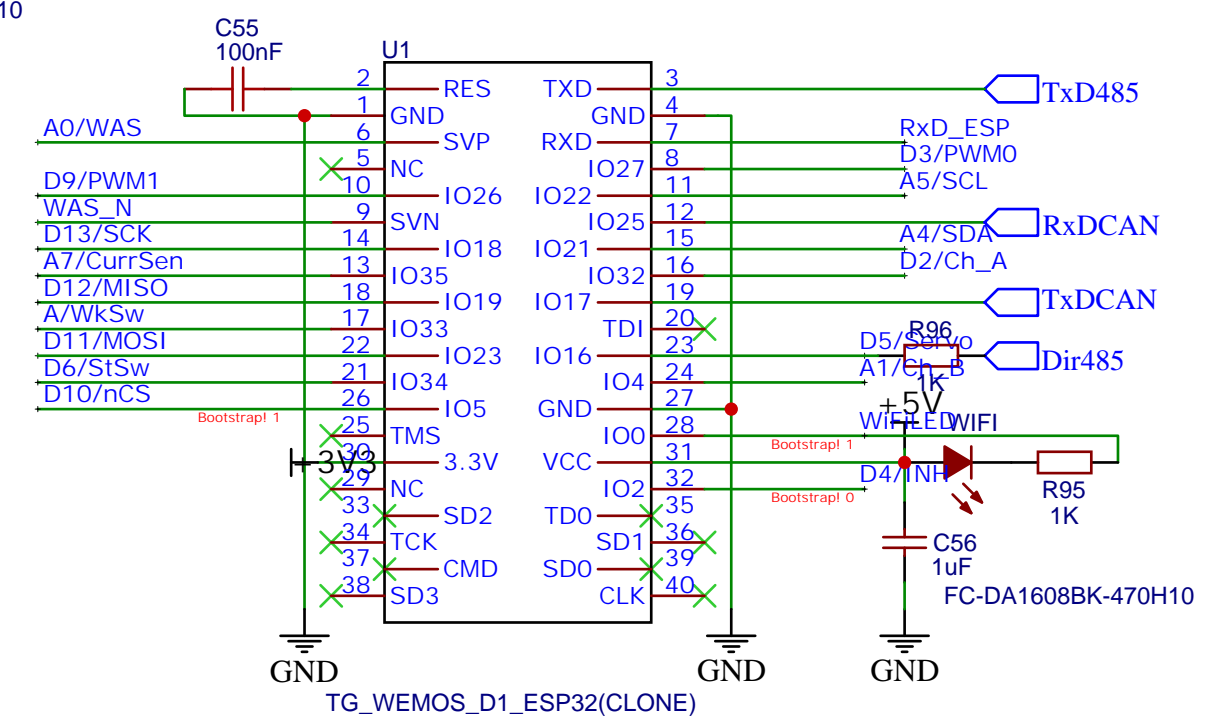 10
C55
100nF
U1
2 RES TXD 3 TxD485
1 GND GND 4
A0/WAS 6 SVP RXD 7 RxD_ESP
5 NC IO27 8 D3/PWM0
D9/PWM1 10 IO26 IO22 11 A5/SCL
WAS_N 9 SVN IO25 12 RxDCAN
D13/SCK 14 IO18 IO21 15 A4/SDA
A7/CurrSen 13 IO35 IO32 16 D2/Ch_A
D12/MISO 18 IO19 IO17 19 TxDCAN
A/WkSw 17 IO33 TDI 20
R96
D11/MOSI 22 IO23 IO16 23 D5/Servo Dir485
D6/StSw 21 IO34 IO4 24 A1/Ch_B
1K
D10/nCS 26 IO5 GND 27 +5V
Bootstrap! 1
25 TMS IO0 28 WiFiLED WIFI
Bootstrap! 1
+3V3 30 3.3V VCC 31
29 NC IO2 32 D4/INH
Bootstrap! 0
R95
1K
33 SD2 TD0 35
34 TCK SD1 36 C56
1uF
37 CMD SD0 39
38 SD3 CLK 40 FC-DA1608BK-470H10
GND GND GND
TG_WEMOS_D1_ESP32(CLONE)